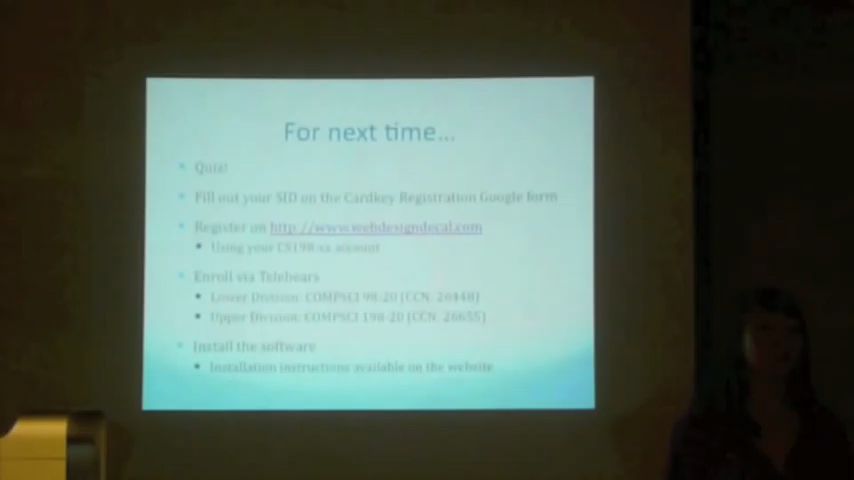 For next time...
Quiz!
Fill out your SID on the Cardkey Registration Google form
Register on http://www.webdesigndecal.com
Using your CS198-xx account
Enroll via Telebears
Lower Division: COMPSCI 98-20 (CCN: 26448)
Upper Division: COMPSCI 198-20 (CCN: 26655)
Install the software
Installation instructions available on the website